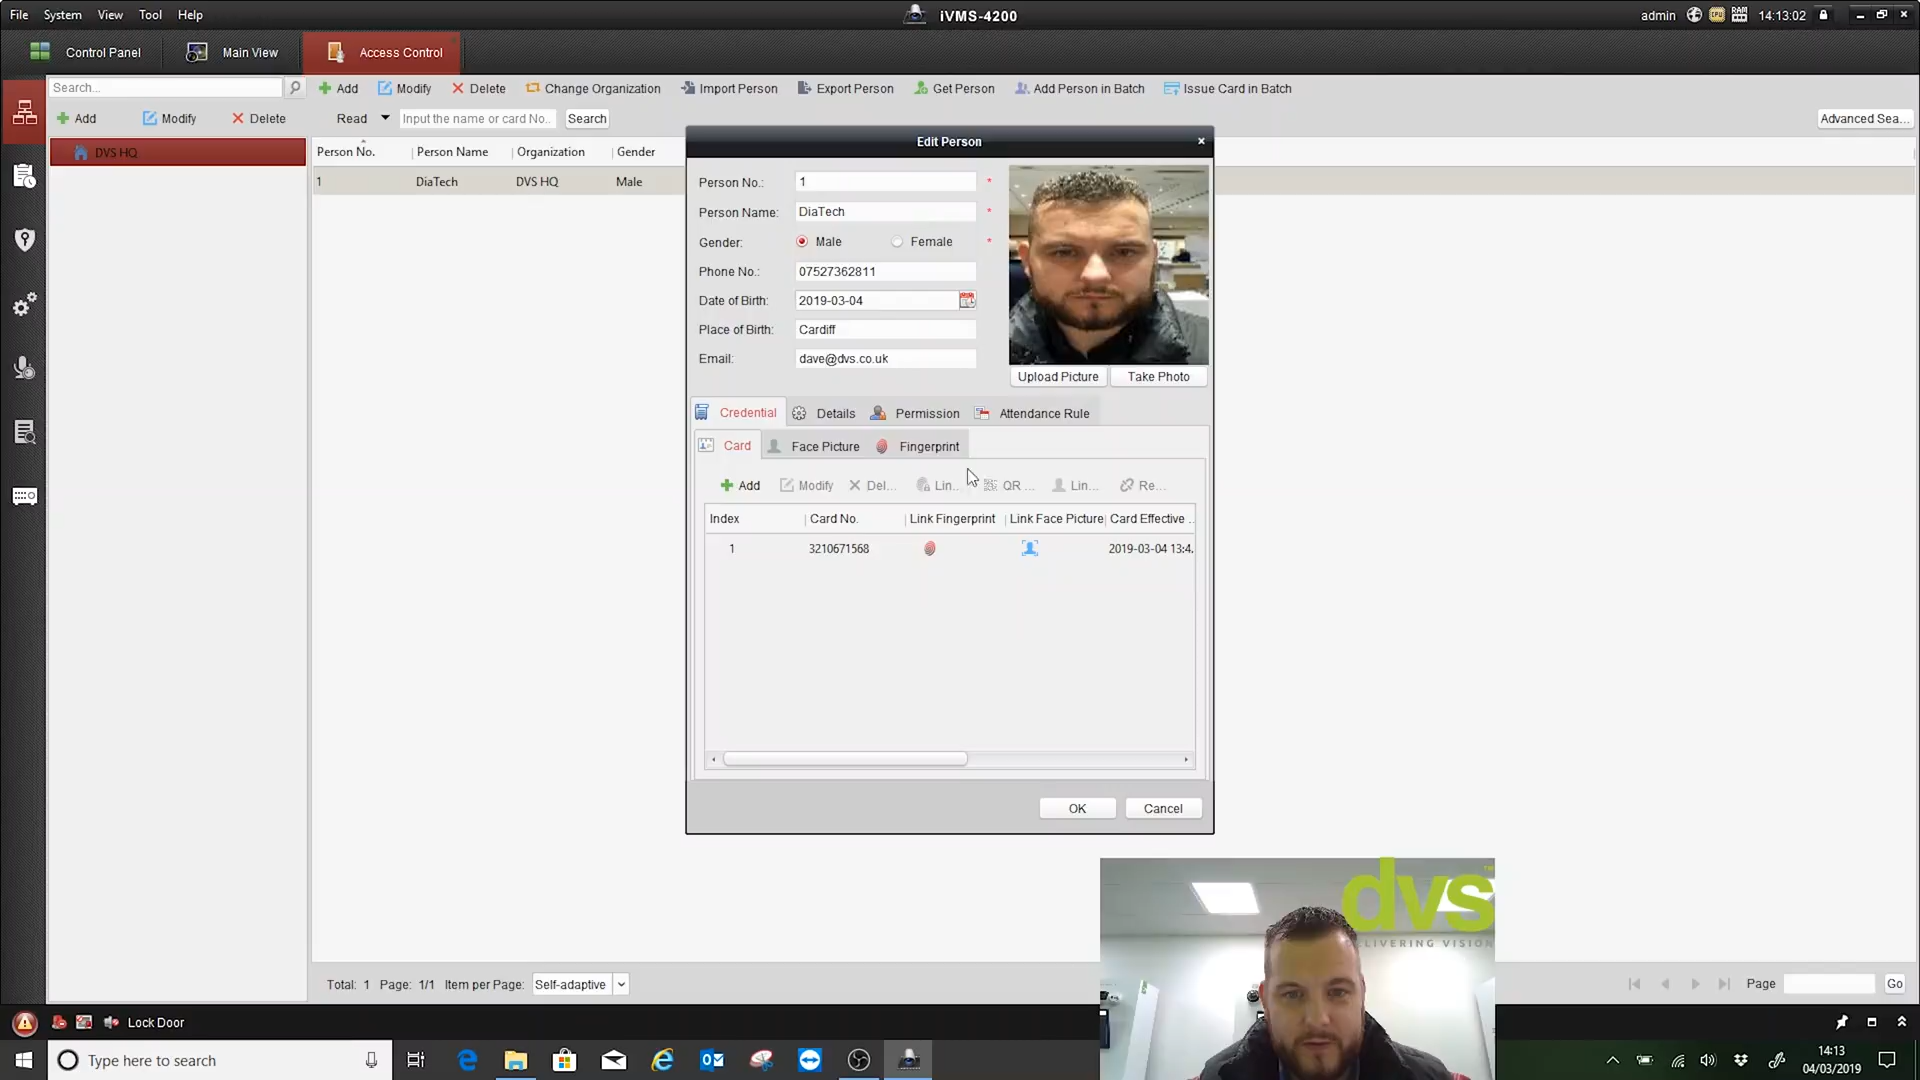 File System View Tool Help
iVMS-4200
admin 14:13:02
Control Panel Main View Access Control
Search...
Add Modify Delete Change Organization Import Person Export Person Get Person Add Person in Batch Issue Card in Batch
Add Modify Delete
Read Input the name or card No.. Search
Advanced Sea...
DVS HQ
Person No. Person Name Organization Gender
1 DiaTech DVS HQ Male
Edit Person
Person No.: 1 *
Person Name: DiaTech *
Gender: Male Female *
Phone No.: 07527362811
Date of Birth: 2019-03-04
Place of Birth: Cardiff
Email: dave@dvs.co.uk
Upload Picture Take Photo
Credential Details Permission Attendance Rule
Card Face Picture Fingerprint
Add Modify Del... Lin... QR ... Lin... Re...
Index Card No. Link Fingerprint Link Face Picture Card Effective ..
1 3210671568 2019-03-04 13:4.
OK Cancel
dvs™
DELIVERING VISION
Total: 1 Page: 1/1 Item per Page: Self-adaptive
Page Go
Lock Door
Type here to search
14:13
04/03/2019